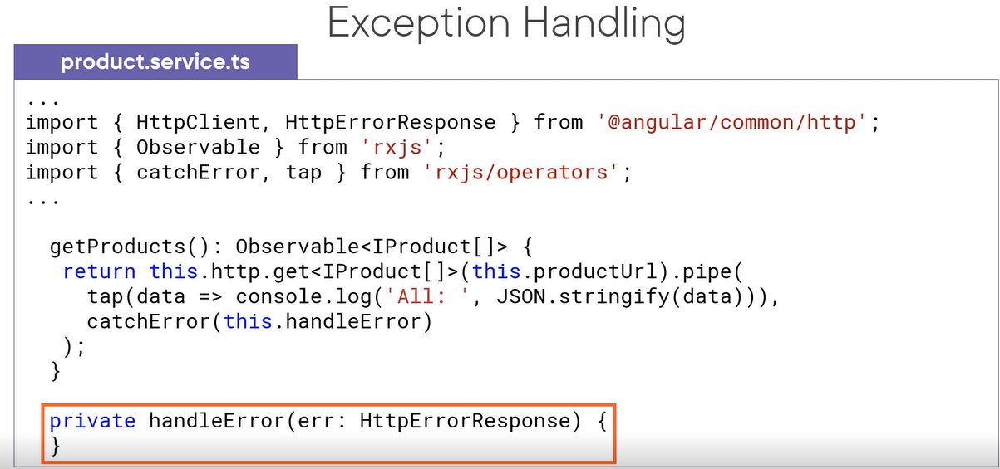 Exception Handling
product.service.ts
...
import { HttpClient, HttpErrorResponse } from '@angular/common/http';
import { Observable } from 'rxjs';
import { catchError, tap } from 'rxjs/operators';
...
getProducts(): Observable<IProduct[]> {
return this.http.get<IProduct[]>(this.productUrl).pipe(
tap(data => console.log('All: ', JSON.stringify(data))),
catchError(this.handleError)
);
}
private handleError(err: HttpErrorResponse) {
}